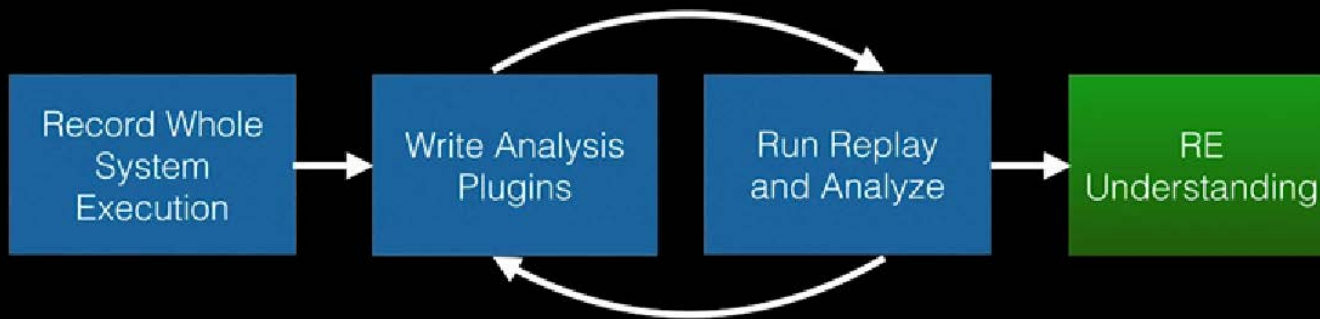 Record Whole
System
Execution
Write Analysis
Plugins
Run Replay
and Analyze
RE
Understanding